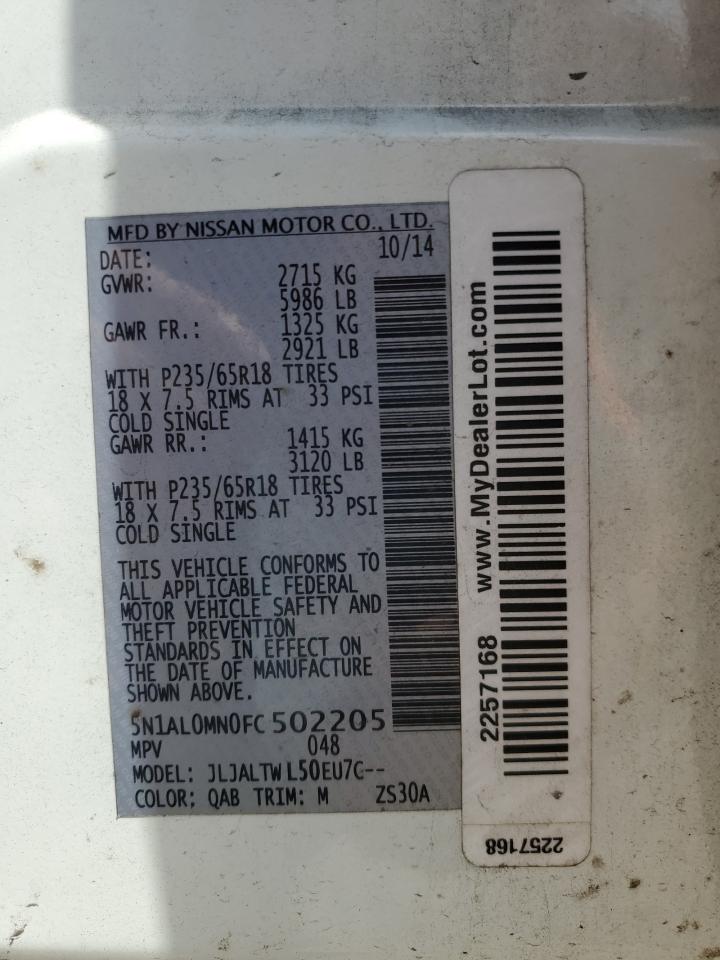 MFD BY NISSAN MOTOR CO., LTD.
DATE: 10/14
GVWR: 2715 KG
5986 LB
GAWR FR.: 1325 KG
2921 LB
WITH P235/65R18 TIRES
18 X 7.5 RIMS AT 33 PSI
COLD SINGLE
GAWR RR.: 1415 KG
3120 LB
WITH P235/65R18 TIRES
18 X 7.5 RIMS AT 33 PSI
COLD SINGLE
THIS VEHICLE CONFORMS TO
ALL APPLICABLE FEDERAL
MOTOR VEHICLE SAFETY AND
THEFT PREVENTION
STANDARDS IN EFFECT ON
THE DATE OF MANUFACTURE
SHOWN ABOVE.
5N1AL0MN0FC502205
MPV 048
MODEL: JLJALTWL50EU7C--
COLOR: QAB TRIM: M ZS30A
2257168 www.MyDealerLot.com
2257168